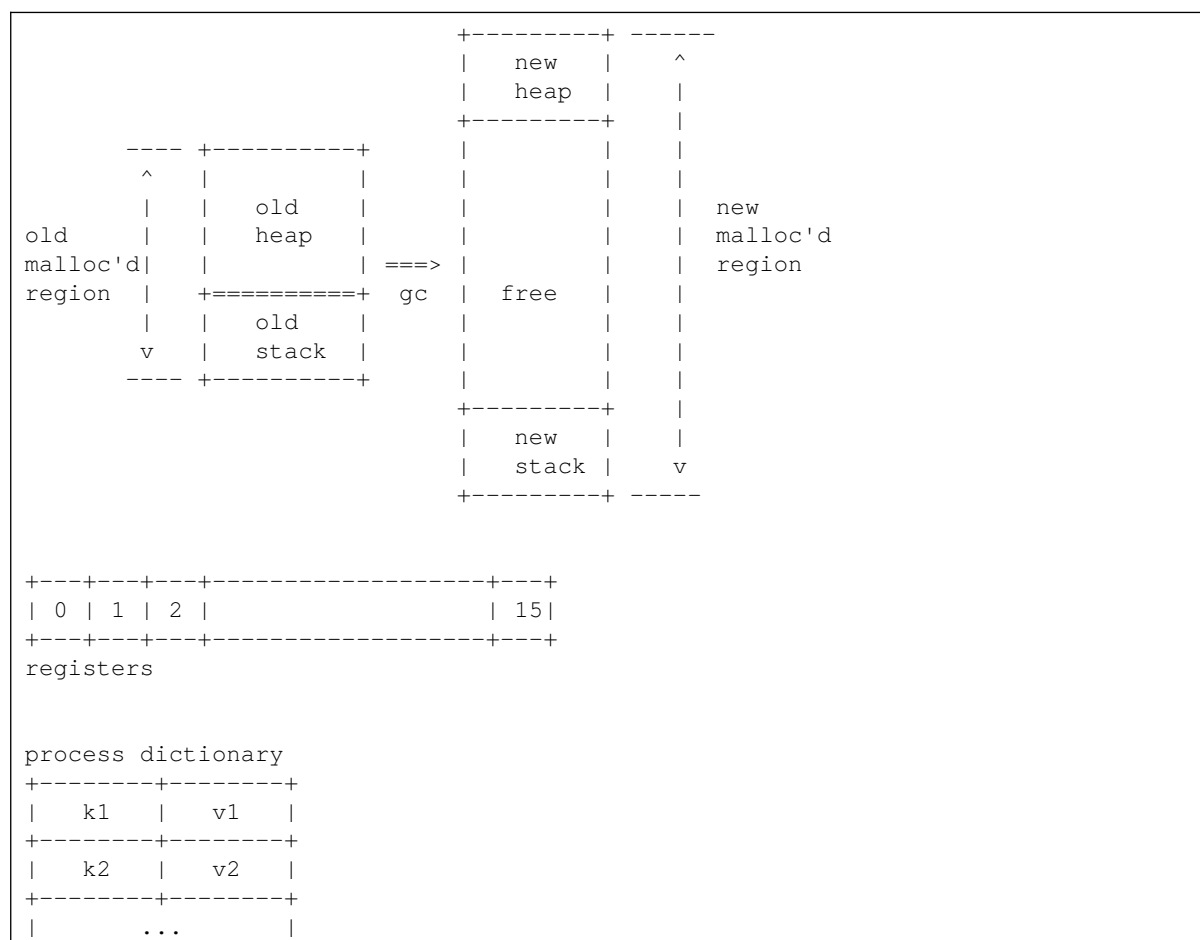 +---------+ ------
|   new   |    ^
|   heap  |    |
+---------+    |
---- +----------+      |         |    |
^   |          |      |         |    |
|   |   old    |      |         |    |  new
old      |   |   heap   |      |         |    |  malloc'd
malloc'd|   |          | ===> |         |    |  region
region  |   +==========+  gc  |  free   |    |
|   |   old    |      |         |    |
v   |   stack  |      |         |    |
---- +----------+      |         |    |
+---------+    |
|   new   |    |
|   stack |    v
+---------+ -----
+---+---+---+-------------------+---+
| 0 | 1 | 2 |                   | 15|
+---+---+---+-------------------+---+
registers
process dictionary
+--------+--------+
|   k1   |   v1   |
+--------+--------+
|   k2   |   v2   |
+--------+--------+
|       ...       |